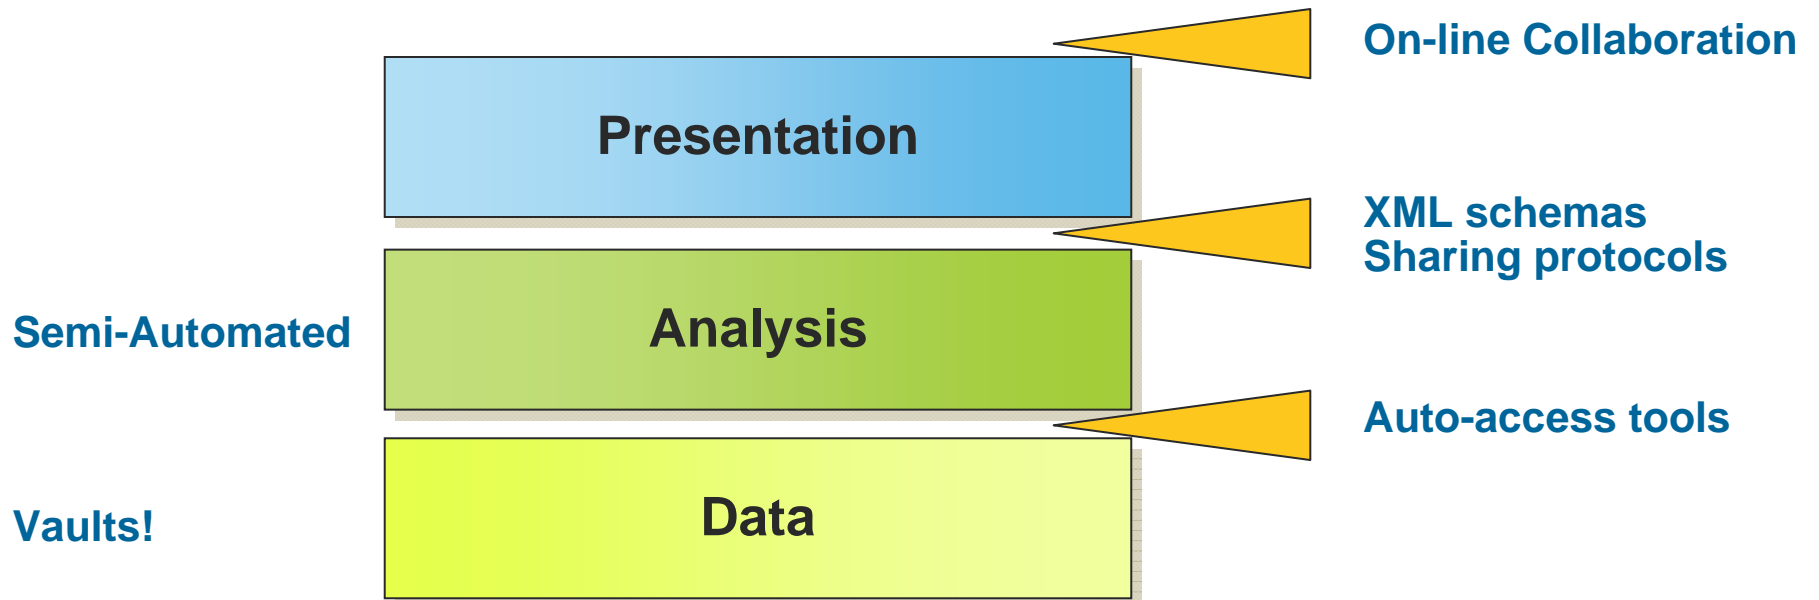 On-line Collaboration
Presentation
XML schemas
Sharing protocols
Semi-Automated
Analysis
Auto-access tools
Vaults!
Data